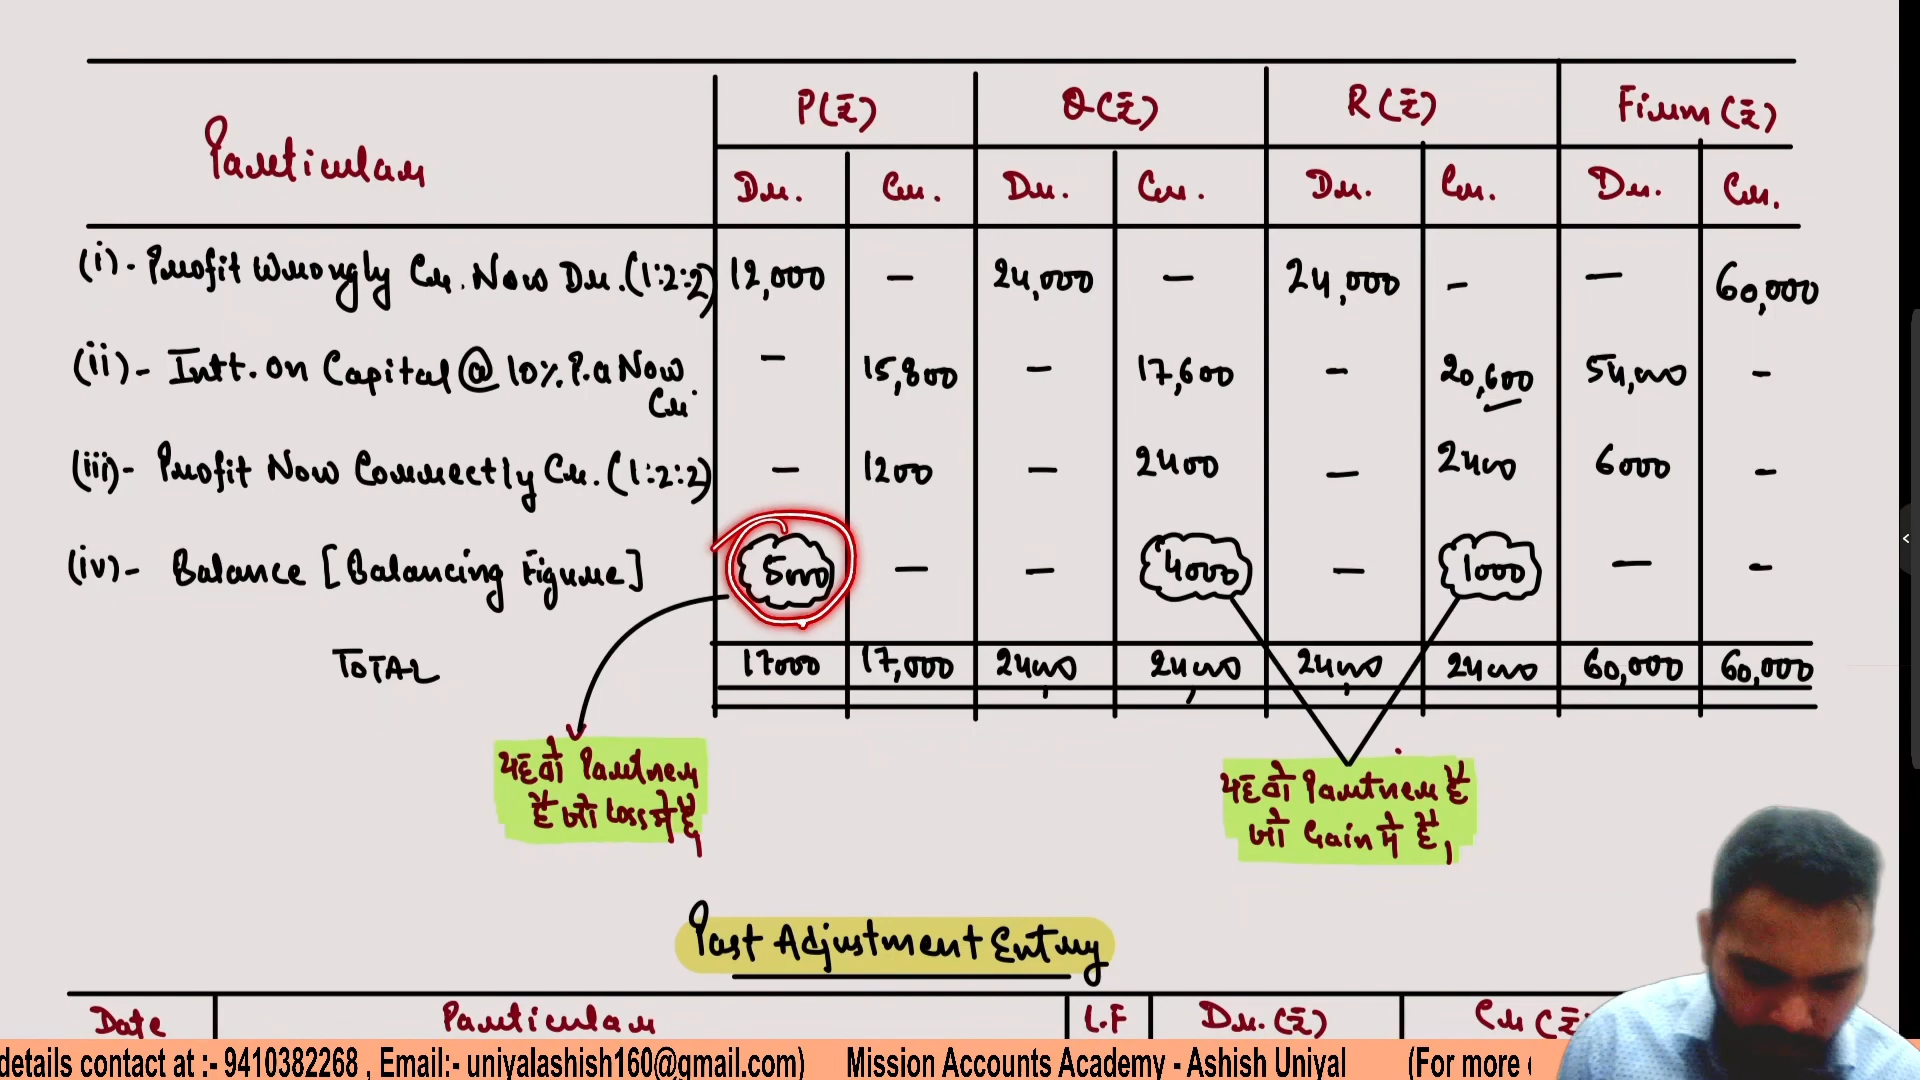 P(₹) Q(₹) R(₹) Firm(₹)
Particulars
Dr. Cr. Dr. Cr. Dr. Cr. Dr. Cr.
(i)- Profit Wrongly Cr. Now Dr. (1:2:2) 12,000 — 24,000 — 24,000 - — 60,000
(ii)- Intt. on Capital @ 10% P.a Now - 15,800 - 17,600 - 20,600 54,000 -
Cr.
(iii)- Profit Now Correctly Cr. (1:2:2) - 1200 - 2400 - 2400 6000 -
(iv)- Balance [Balancing Figure] 5000 — - 4000 — 1000 — -
TOTAL 17000 17,000 24000 24000 24000 24000 60,000 60,000
यह वो Partner
है जो Loss में है,
यह वो Partner है
जो Gain में है,
Past Adjustment Entry
Date Particulars L.F Dr.(₹) Cr(₹)
details contact at :- 9410382268 , Email:- uniyalashish160@gmail.com) Mission Accounts Academy - Ashish Uniyal (For more